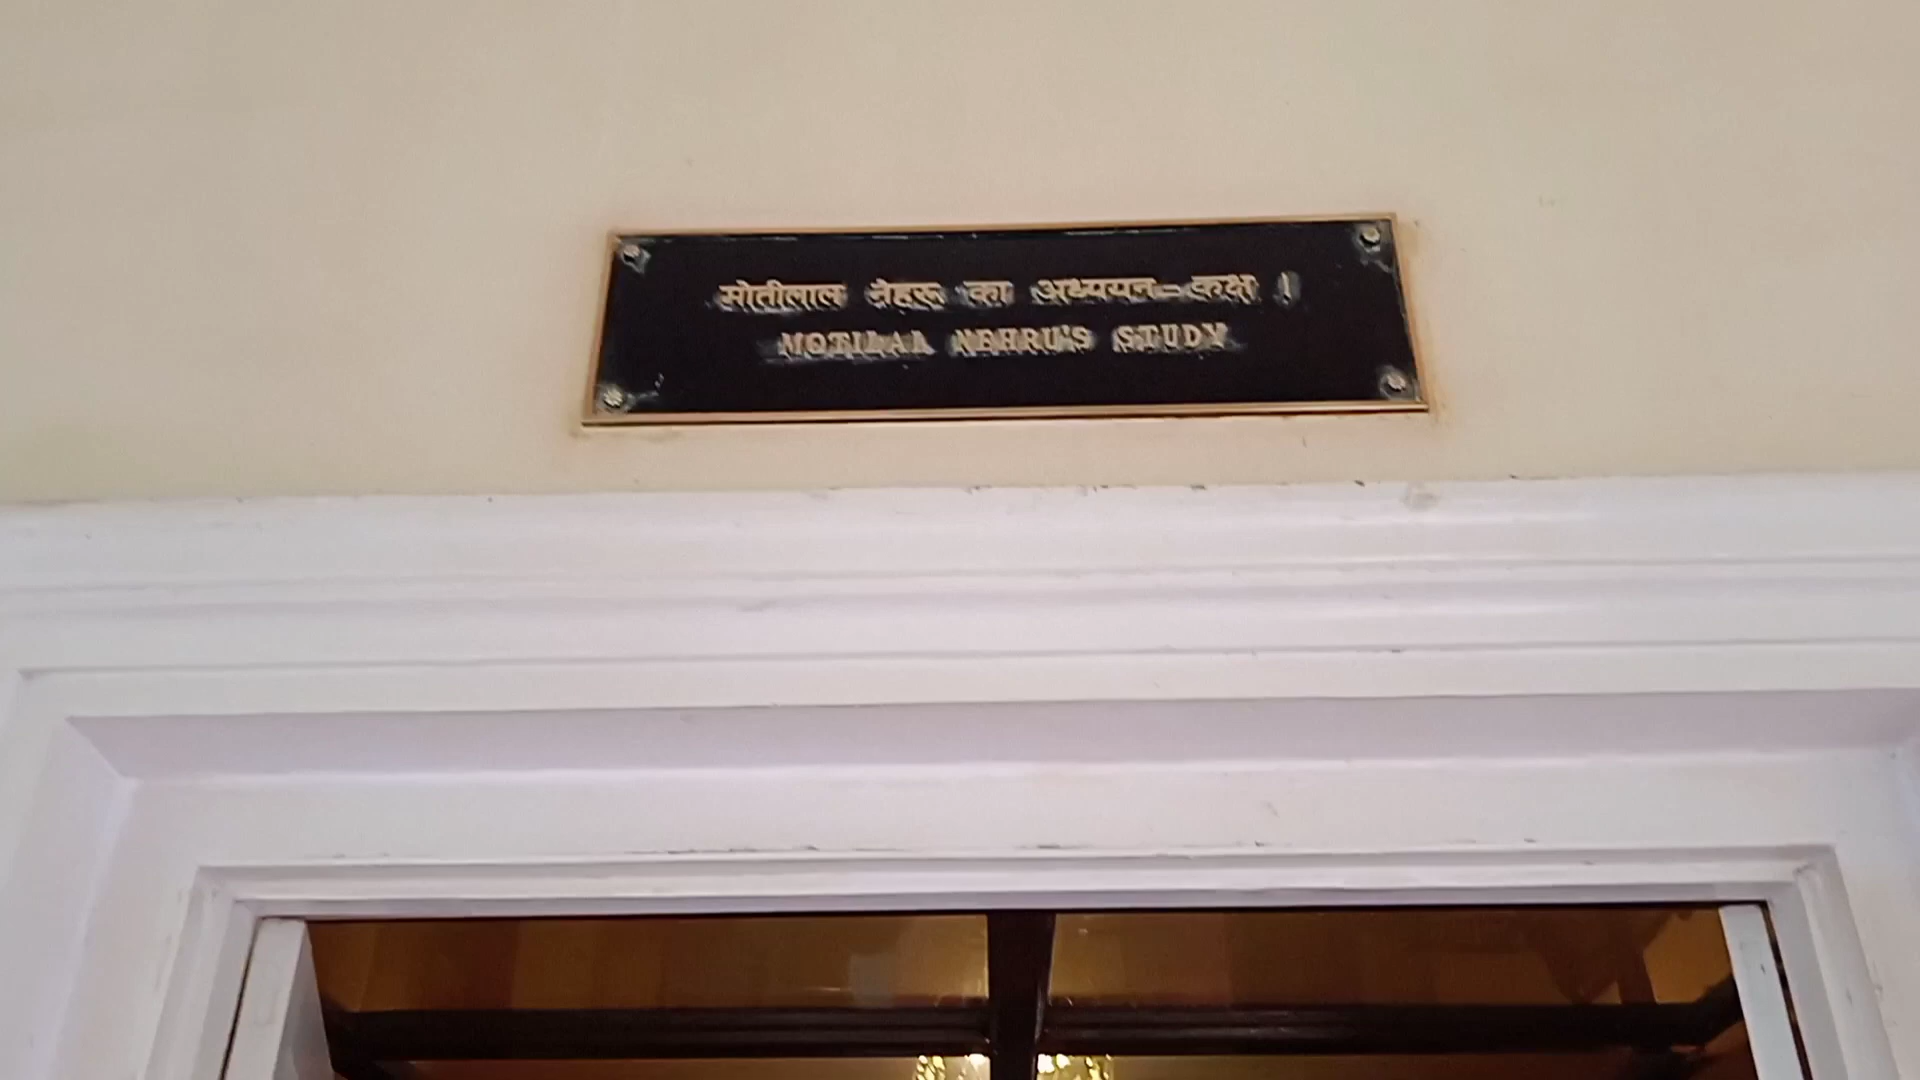 मोतीलाल नेहरू का अध्ययन-कक्ष ।
MOTILAL NEHRU'S STUDY